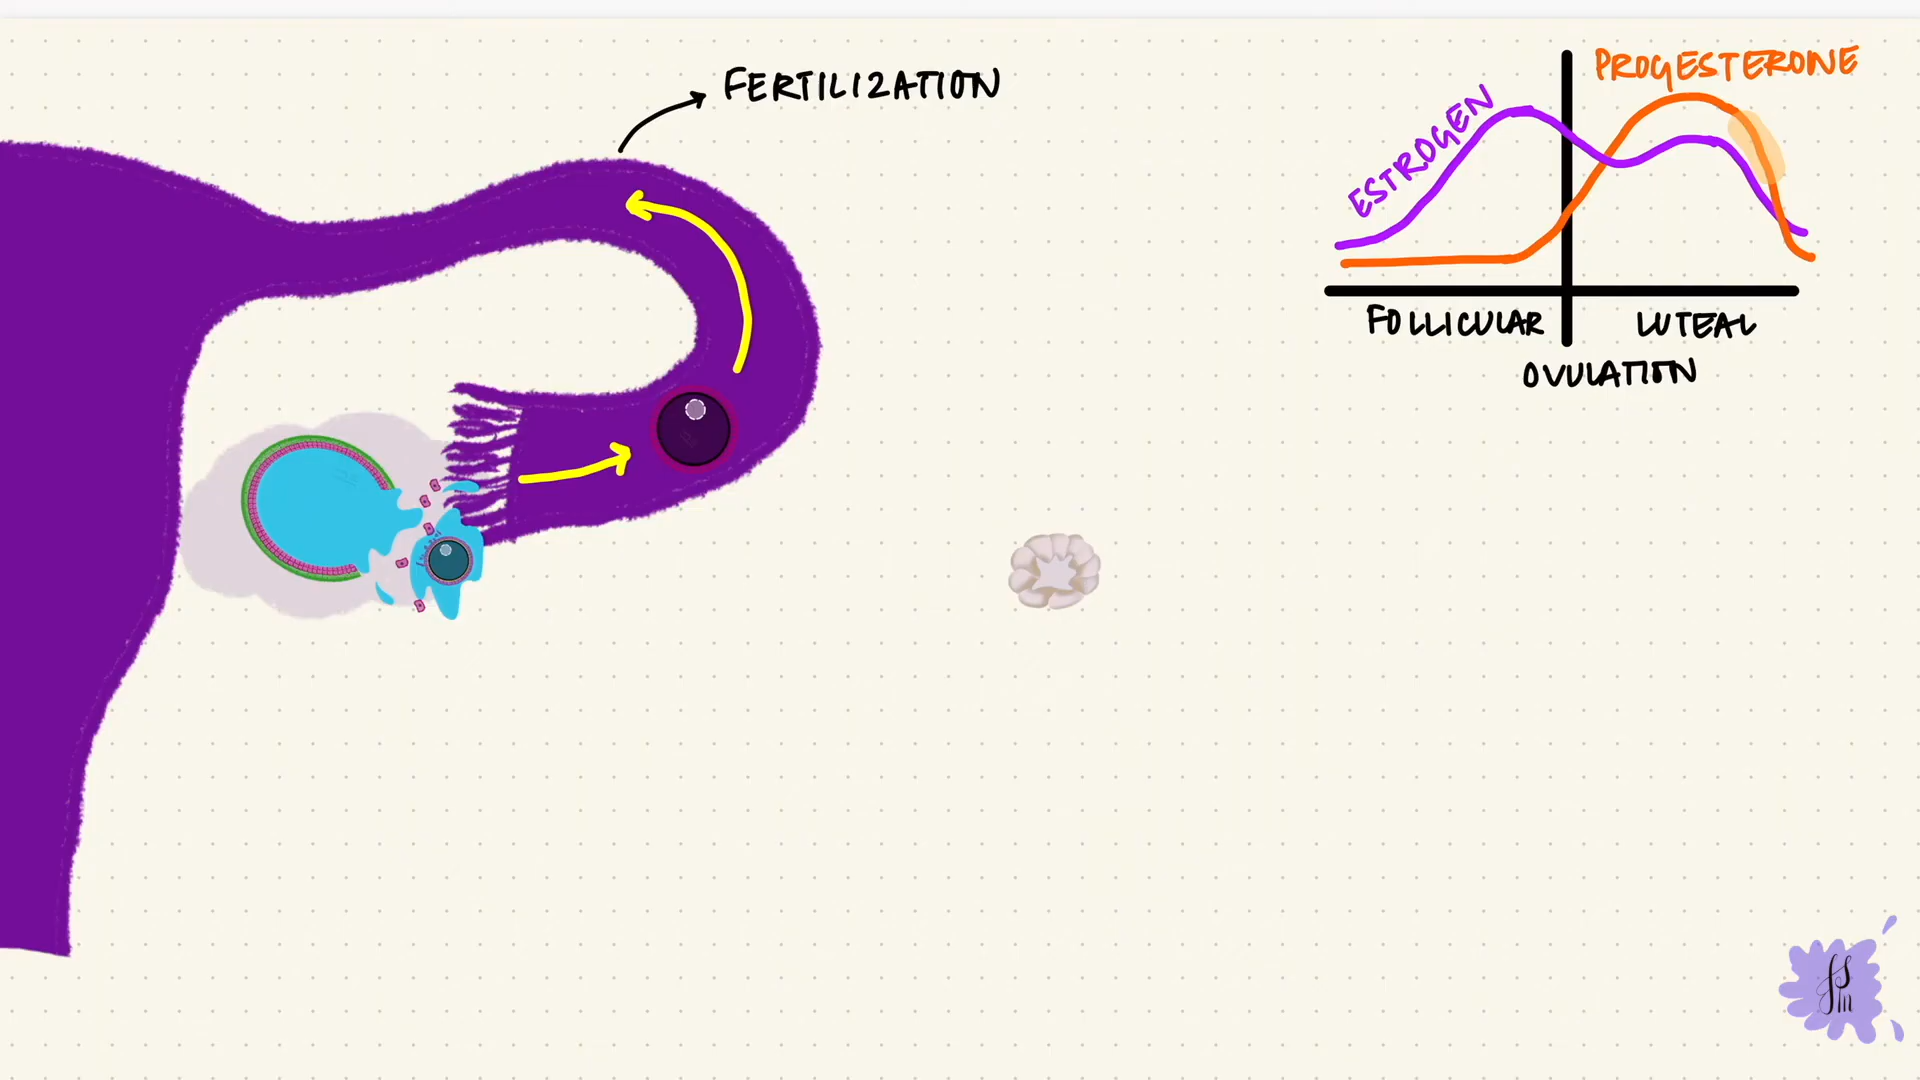 FERTILIZATION
PROGESTERONE
ESTROGEN
FOLLICULAR
LUTEAL
OVULATION